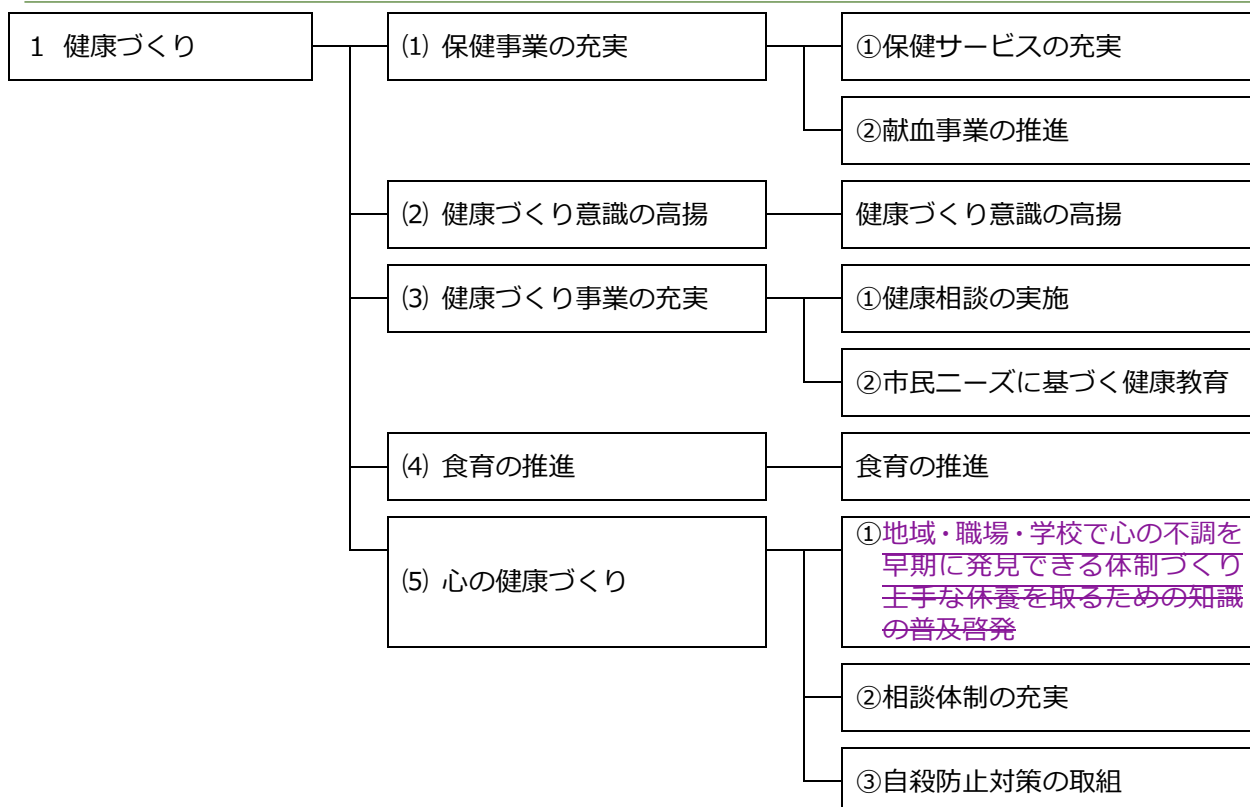 1 健康づくり
⑴ 保健事業の充実
①保健サービスの充実
②献血事業の推進
⑵ 健康づくり意識の高揚
健康づくり意識の高揚
⑶ 健康づくり事業の充実
①健康相談の実施
②市民ニーズに基づく健康教育
⑷ 食育の推進
食育の推進
⑸ 心の健康づくり
①地域・職場・学校で心の不調を
早期に発見できる体制づくり
上手な休養を取るための知識
の普及啓発
②相談体制の充実
③自殺防止対策の取組